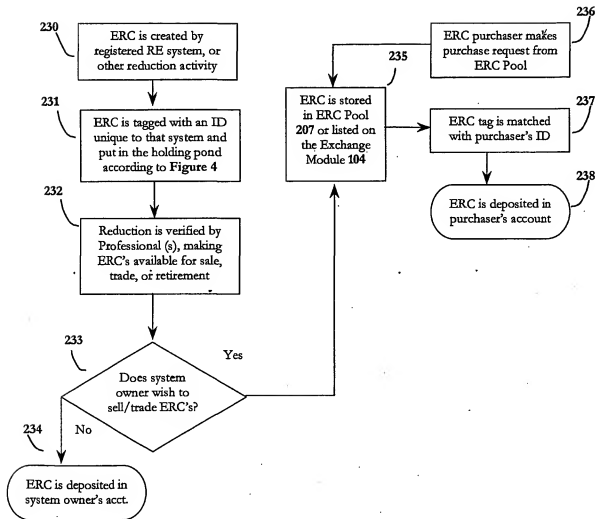 230
ERC is created by
registered RE system, or
other reduction activity
231
ERC is tagged with an ID
unique to that system and
put in the holding pond
according to Figure 4
232
Reduction is verified by
Professional (s), making
ERC's available for sale,
trade, or retirement
233
Does system
owner wish to
sell/trade ERC's?
Yes
No
234
ERC is deposited in
system owner's acct.
235
ERC is stored
in ERC Pool
207 or listed on
the Exchange
Module 104
236
ERC purchaser makes
purchase request from
ERC Pool
237
ERC tag is matched
with purchaser's ID
238
ERC is deposited in
purchaser's account